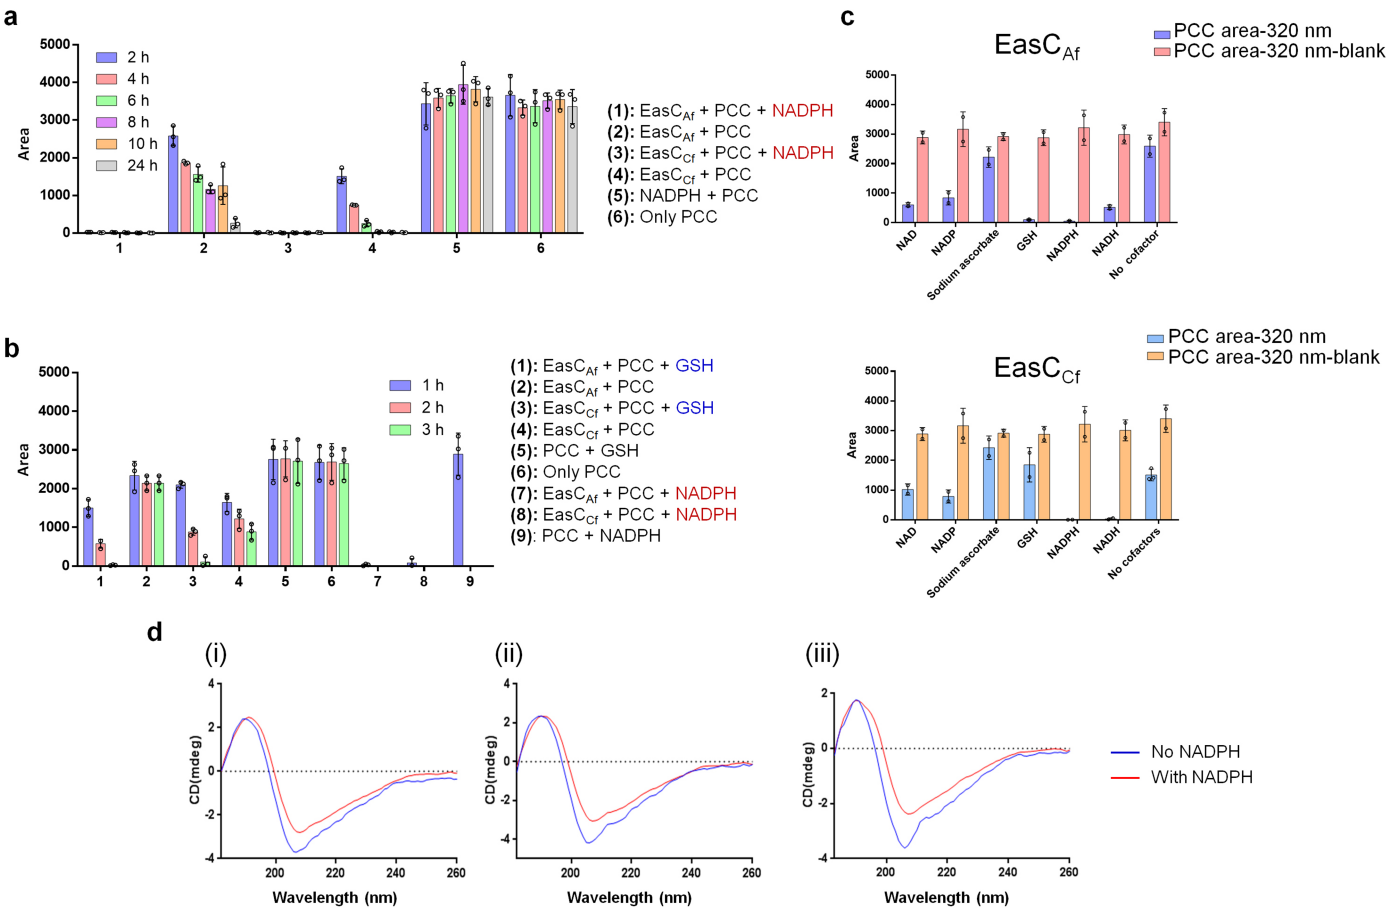 a
5000
4000
3000
2000
1000
0
Area
2 h
4 h
6 h
8 h
10 h
24 h
1 2 3 4 5 6
(1): EasCAf + PCC + NADPH
(2): EasCAf + PCC
(3): EasCCf + PCC + NADPH
(4): EasCCf + PCC
(5): NADPH + PCC
(6): Only PCC
c
EasCAf
PCC area-320 nm
PCC area-320 nm-blank
5000
4000
3000
2000
1000
0
Area
NAD
NADP
Sodium ascorbate
GSH
NADPH
NADH
No cofactor
b
5000
4000
3000
2000
1000
0
Area
1 h
2 h
3 h
1 2 3 4 5 6 7 8 9
(1): EasCAf + PCC + GSH
(2): EasCAf + PCC
(3): EasCCf + PCC + GSH
(4): EasCCf + PCC
(5): PCC + GSH
(6): Only PCC
(7): EasCAf + PCC + NADPH
(8): EasCCf + PCC + NADPH
(9): PCC + NADPH
EasCCf
PCC area-320 nm
PCC area-320 nm-blank
5000
4000
3000
2000
1000
0
Area
NAD
NADP
Sodium ascorbate
GSH
NADPH
NADH
No cofactors
d
(i)
4
2
0
-2
-4
CD(mdeg)
200 220 240 260
Wavelength (nm)
(ii)
4
2
0
-2
-4
CD(mdeg)
200 220 240 260
Wavelength (nm)
(iii)
2
0
-2
-4
CD(mdeg)
200 220 240 260
Wavelength (nm)
No NADPH
With NADPH